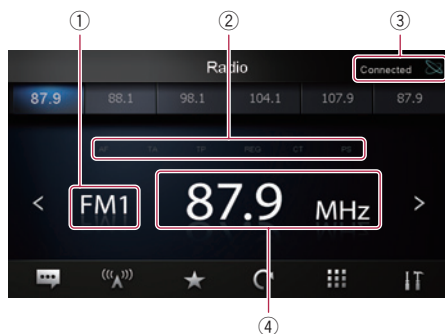 ① ② ③
Radio
Connected
87.9 88.1 98.1 104.1 107.9 87.9
AF TA TP REG CT PS
< FM1 87.9 MHz >
④